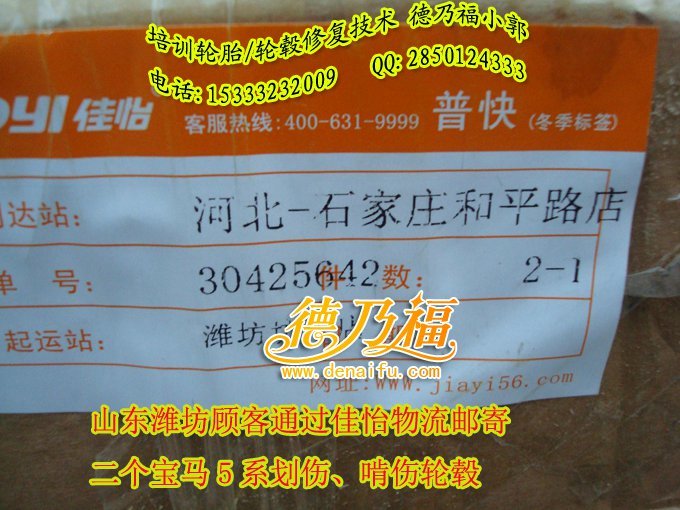 培训轮胎/轮毂修复技术 德乃福小郭
电话:15333232009 QQ:2850124333
OYI 佳怡 客服热线:400-631-9999 普快 (冬季标签)
达站: 河北-石家庄和平路店
单 号: 30425642 件 数: 2-1
起运站: 潍坊
德乃福
www.denaifu.com
网址:www.jiayi56.com
山东潍坊顾客通过佳怡物流邮寄
二个宝马5系划伤、啃伤轮毂